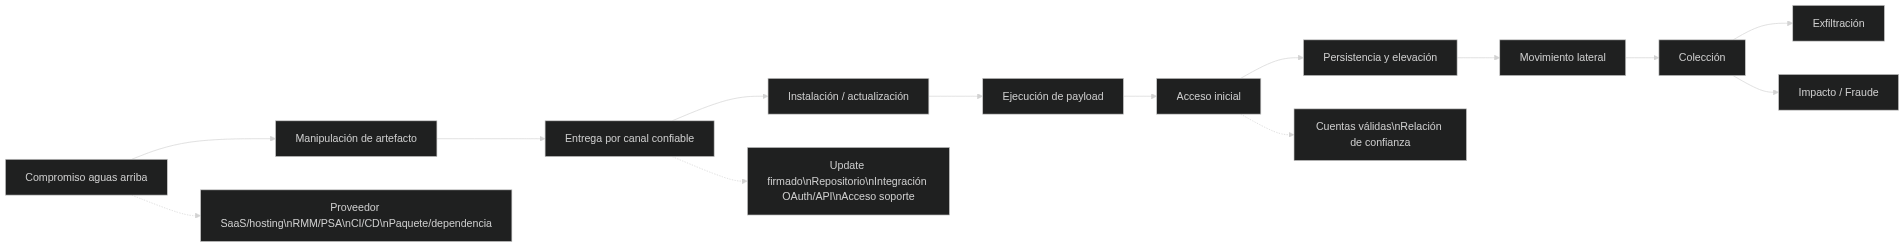 Compromiso aguas arriba
Manipulación de artefacto
Proveedor
SaaS/hosting\nRMM/PSA\nCI/CD\nPaquete/dependencia
Entrega por canal confiable
Instalación / actualización
Update
firmado\nRepositorio\nIntegración
OAuth/API\nAcceso soporte
Ejecución de payload
Acceso inicial
Persistencia y elevación
Cuentas válidas\nRelación
de confianza
Movimiento lateral
Colección
Exfiltración
Impacto / Fraude